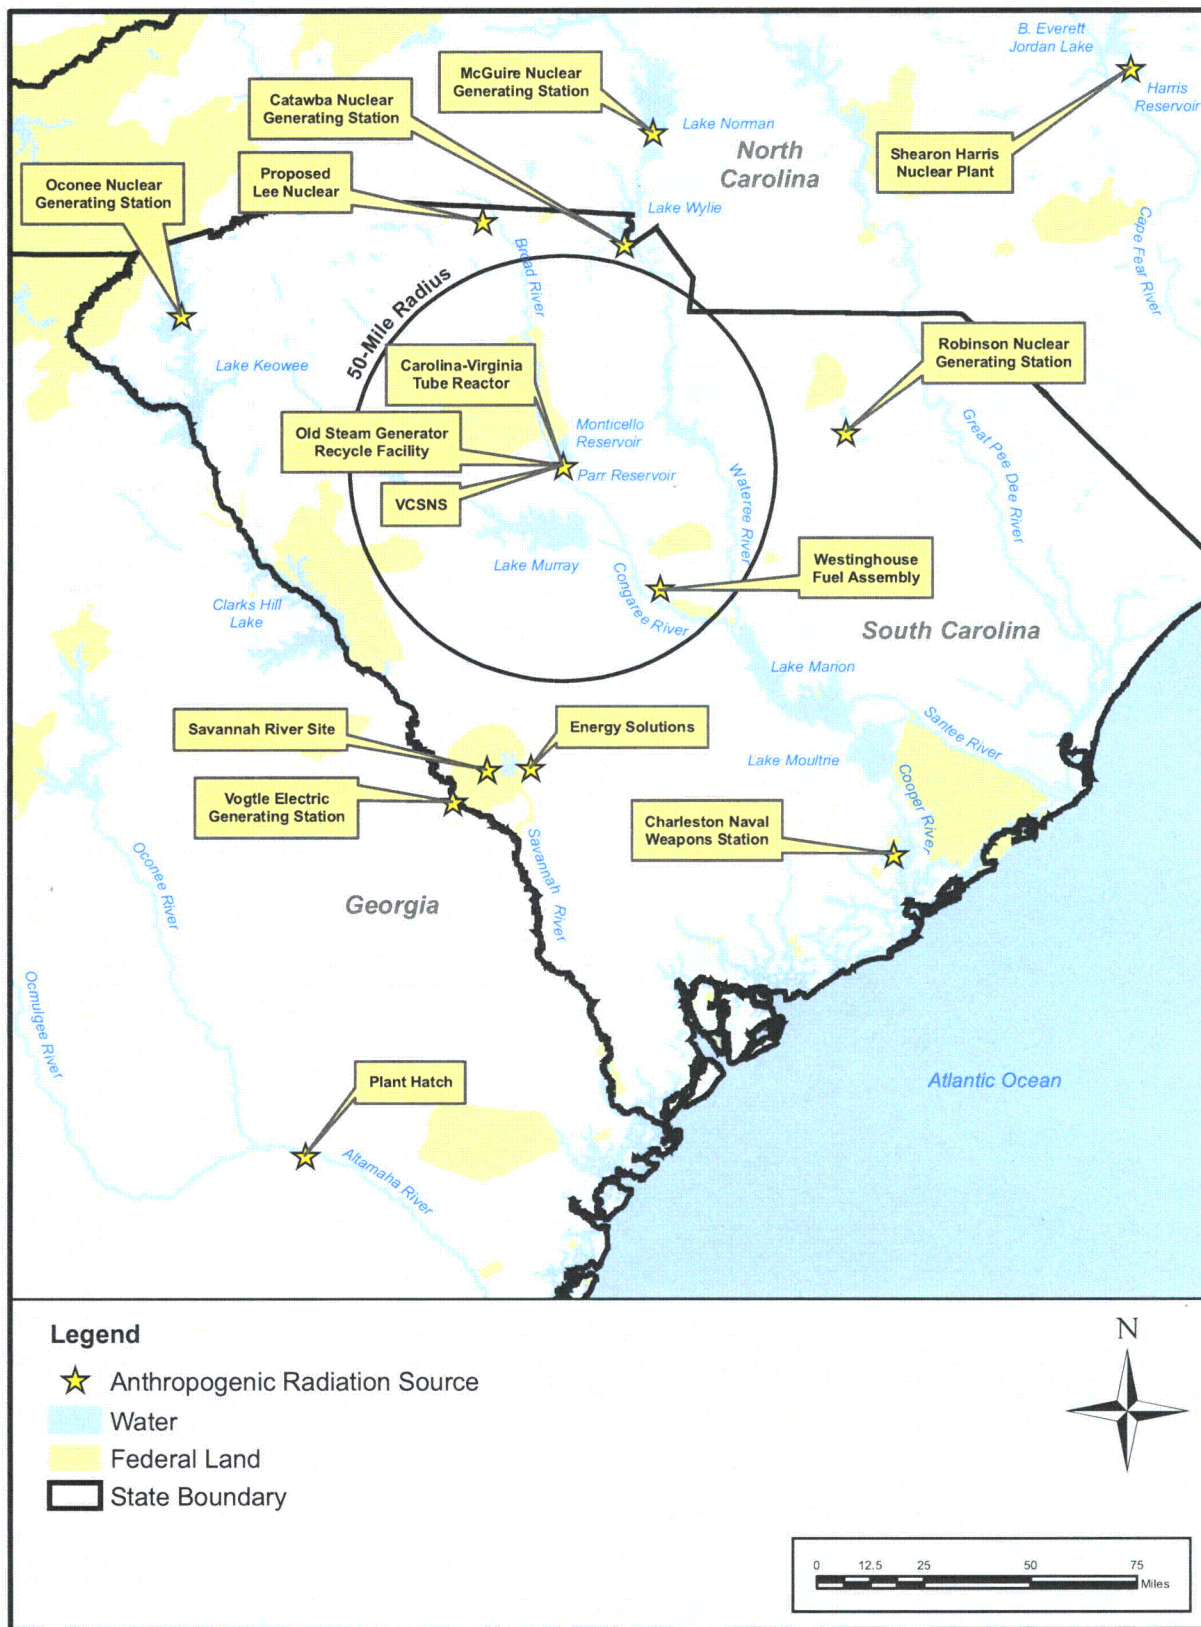 B. Everett
Jordan Lake
McGuire Nuclear
Generating Station
Harris
Reservoir
Catawba Nuclear
Generating Station
Lake Norman
North
Carolina
Shearon Harris
Nuclear Plant
Proposed
Lee Nuclear
Oconee Nuclear
Generating Station
Lake Wylie
Cape Fear River
Broad River
50-Mile Radius
Robinson Nuclear
Generating Station
Lake Keowee
Carolina-Virginia
Tube Reactor
Old Steam Generator
Recycle Facility
VCSNS
Monticello
Reservoir
Parr Reservoir
Great Pee Dee River
Wateree River
Lake Murray
Westinghouse
Fuel Assembly
Congaree River
Clarks Hill
Lake
South Carolina
Lake Marion
Savannah River Site
Energy Solutions
Santee River
Lake Moultrie
Vogtle Electric
Generating Station
Cooper River
Charleston Naval
Weapons Station
Savannah River
Oconee River
Georgia
Ocmulgee River
Plant Hatch
Atlantic Ocean
Altamaha River
Legend
Anthropogenic Radiation Source
Water
Federal Land
State Boundary
N
0 12.5 25 50 75
Miles